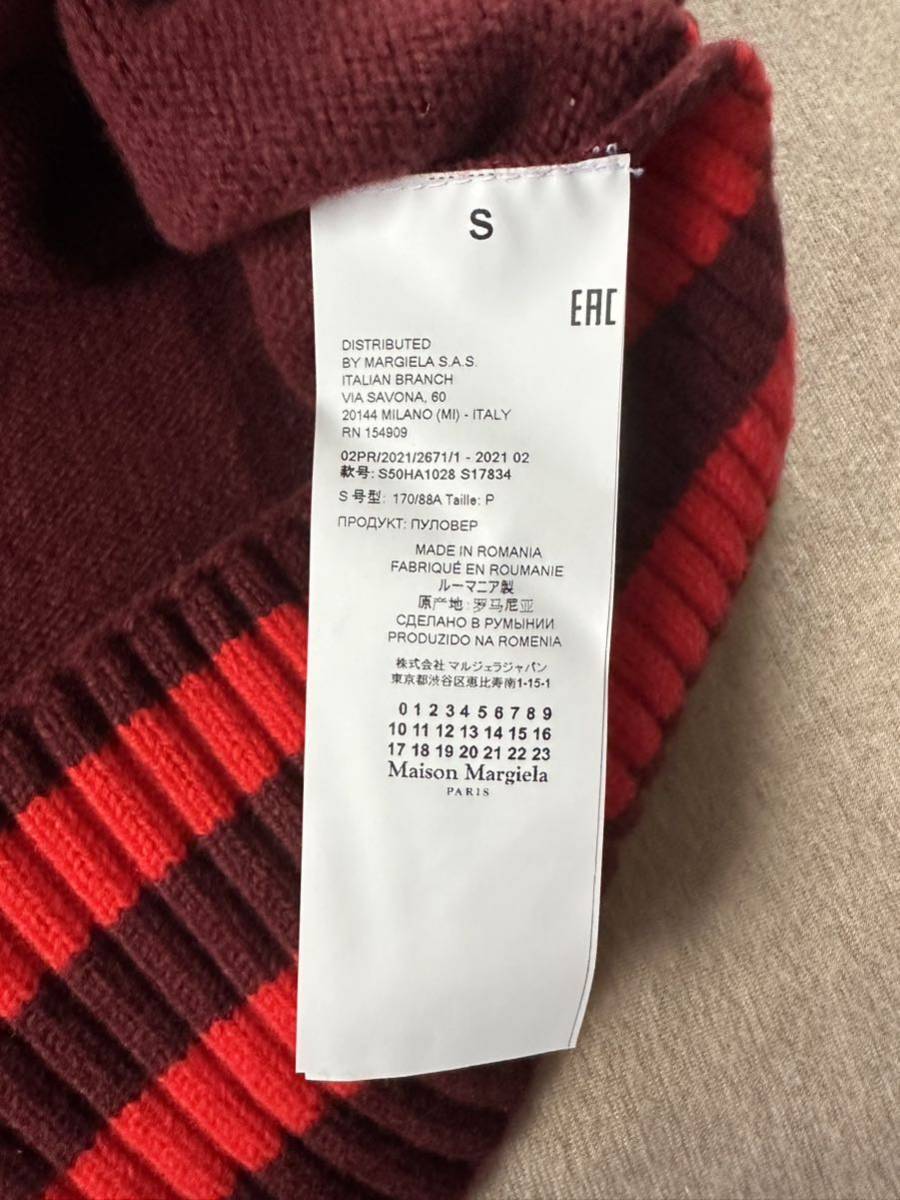 S
EAC
DISTRIBUTED
BY MARGIELA S.A.S.
ITALIAN BRANCH
VIA SAVONA, 60
20144 MILANO (MI) - ITALY
RN 154909
02PR/2021/2671/1 - 2021 02
款号: S50HA1028 S17834
S 号型: 170/88A Taille: P
ПРОДУКТ: ПУЛОВЕР
MADE IN ROMANIA
FABRIQUÉ EN ROUMANIE
ルーマニア製
原产地: 罗马尼亚
СДЕЛАНО В РУМЫНИИ
PRODUZIDO NA ROMENIA
株式会社 マルジェラジャパン
東京都渋谷区恵比寿南1-15-1
0 1 2 3 4 5 6 7 8 9
10 11 12 13 14 15 16
17 18 19 20 21 22 23
Maison Margiela
PARIS